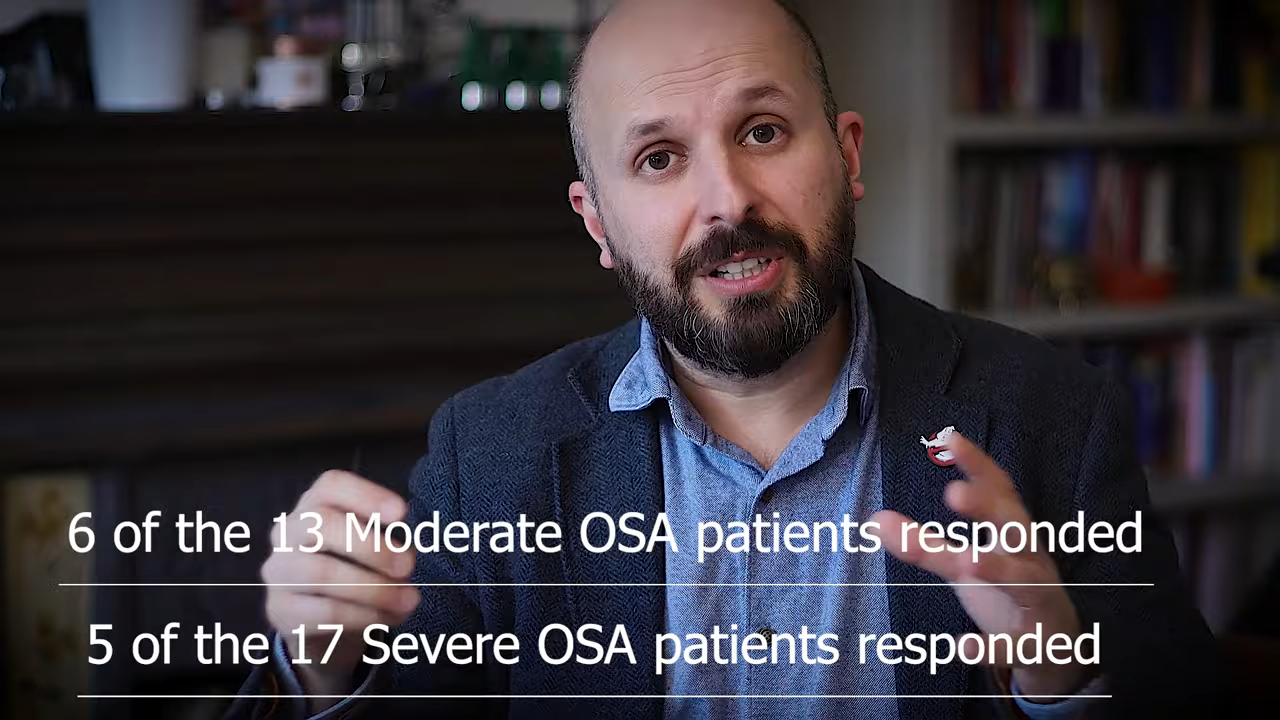 6 of the 13 Moderate OSA patients responded
5 of the 17 Severe OSA patients responded